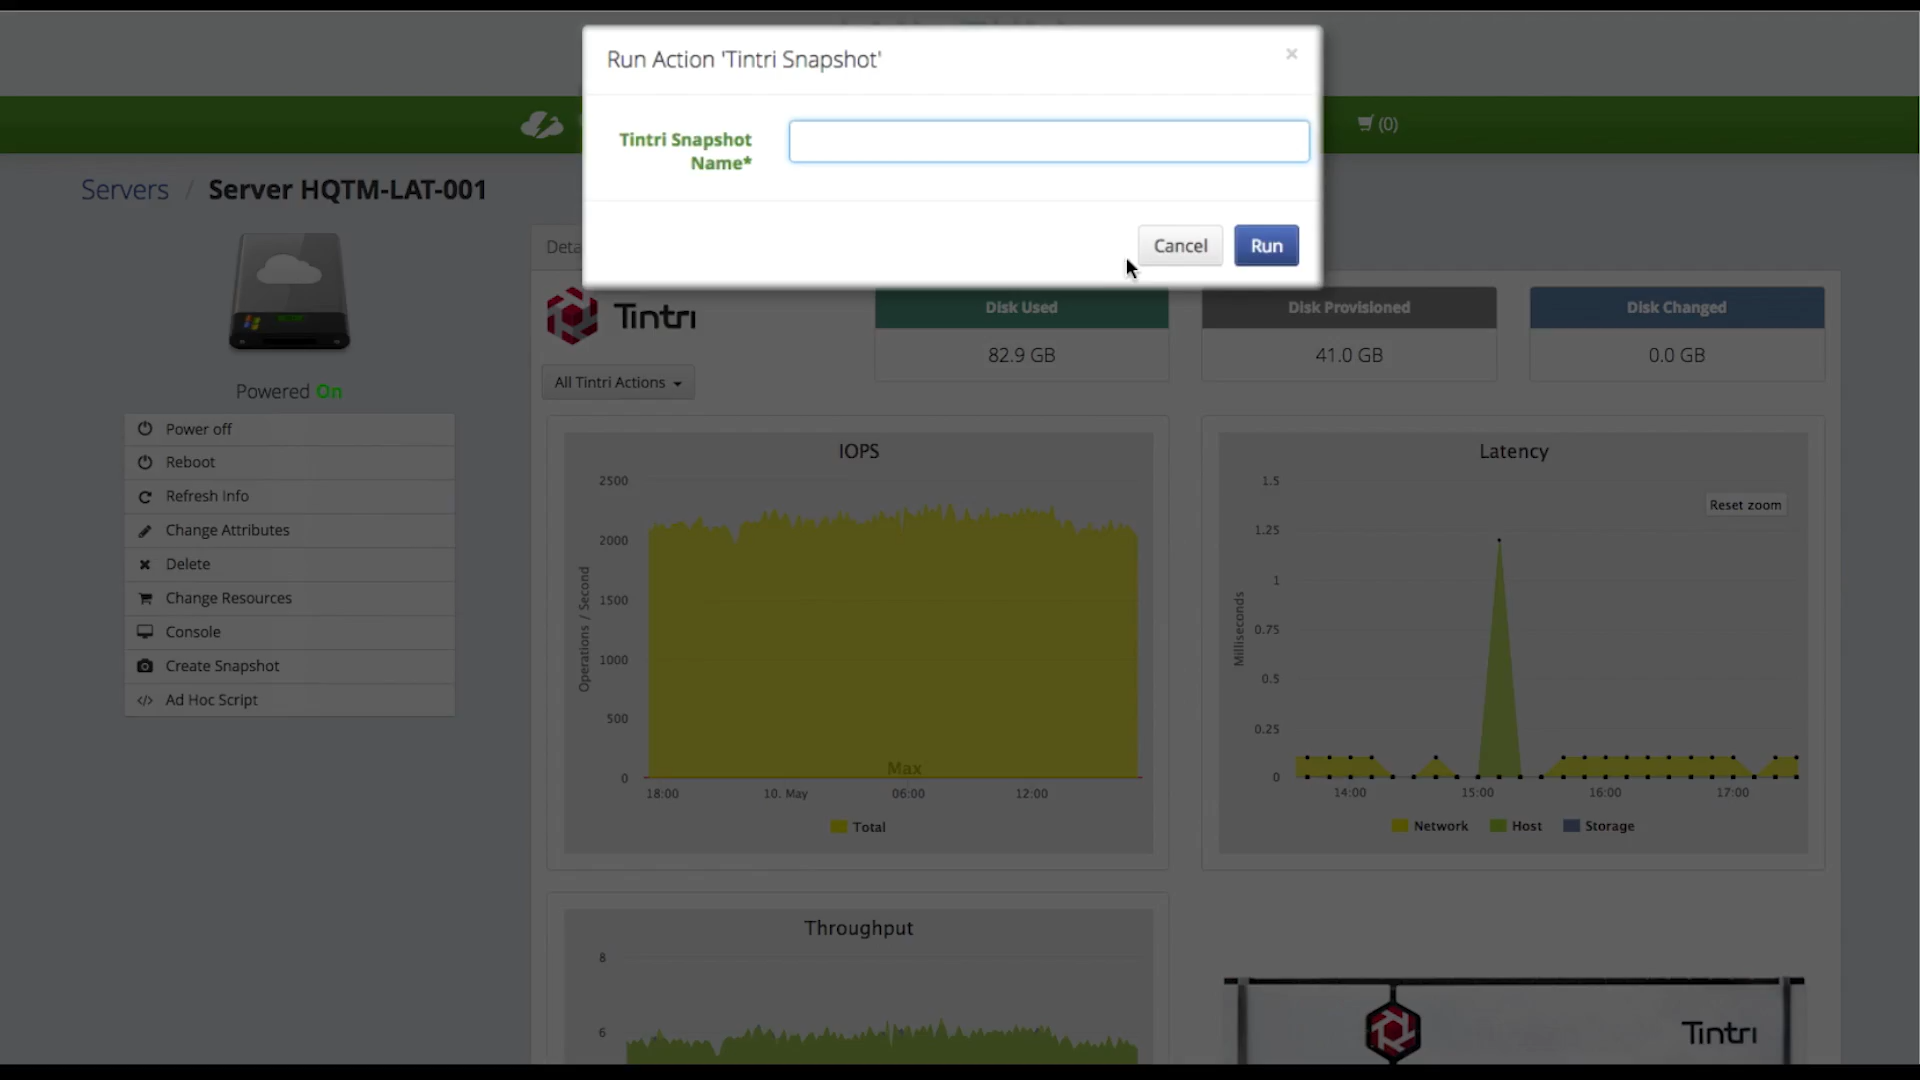 Run Action 'Tintri Snapshot'
×
Tintri Snapshot
Name*
Cancel
Run
(0)
Servers / Server HQTM-LAT-001
Powered On
Power off
Reboot
Refresh Info
Change Attributes
Delete
Change Resources
Console
Create Snapshot
Ad Hoc Script
Deta
Tintri
All Tintri Actions
Disk Used
82.9 GB
Disk Provisioned
41.0 GB
Disk Changed
0.0 GB
IOPS
2500
2000
1500
1000
500
0
Operations / Second
Max
18:00 10. May 06:00 12:00
Total
Latency
Reset zoom
1.5
1.25
1
0.75
0.5
0.25
0
Milliseconds
14:00 15:00 16:00 17:00
Network Host Storage
Throughput
8
6
Tintri